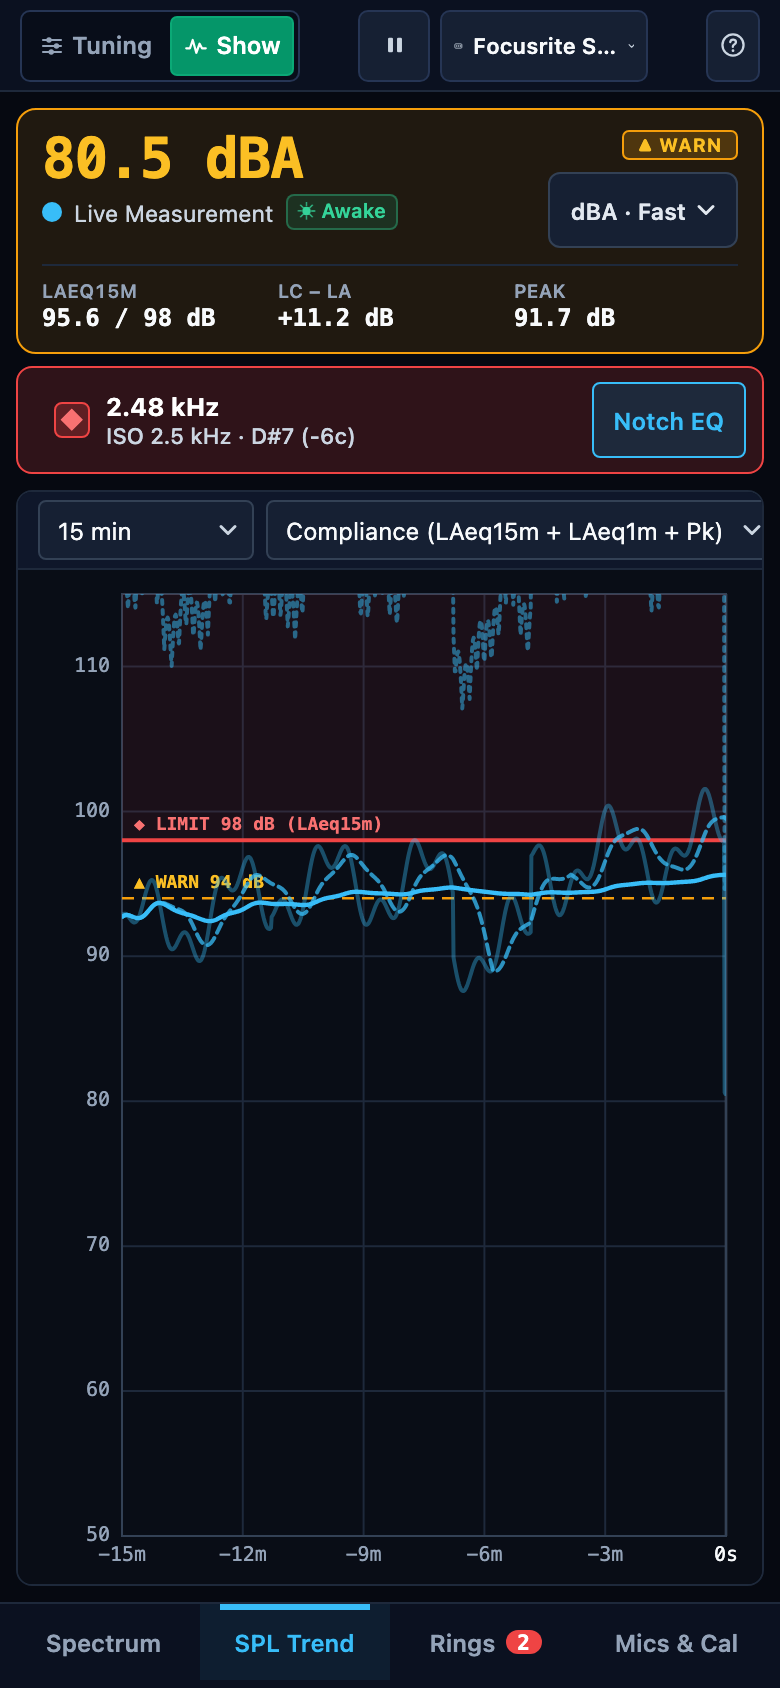 Tuning Show Focusrite S...
80.5 dBA
▲ WARN
Live Measurement Awake
dBA · Fast
LAEQ15M LC – LA PEAK
95.6 / 98 dB +11.2 dB 91.7 dB
2.48 kHz
ISO 2.5 kHz · D#7 (-6c)
Notch EQ
15 min Compliance (LAeq15m + LAeq1m + Pk)
110
100
◆ LIMIT 98 dB (LAeq15m)
▲ WARN 94 dB
90
80
70
60
50
−15m −12m −9m −6m −3m 0s
Spectrum SPL Trend Rings 2 Mics & Cal